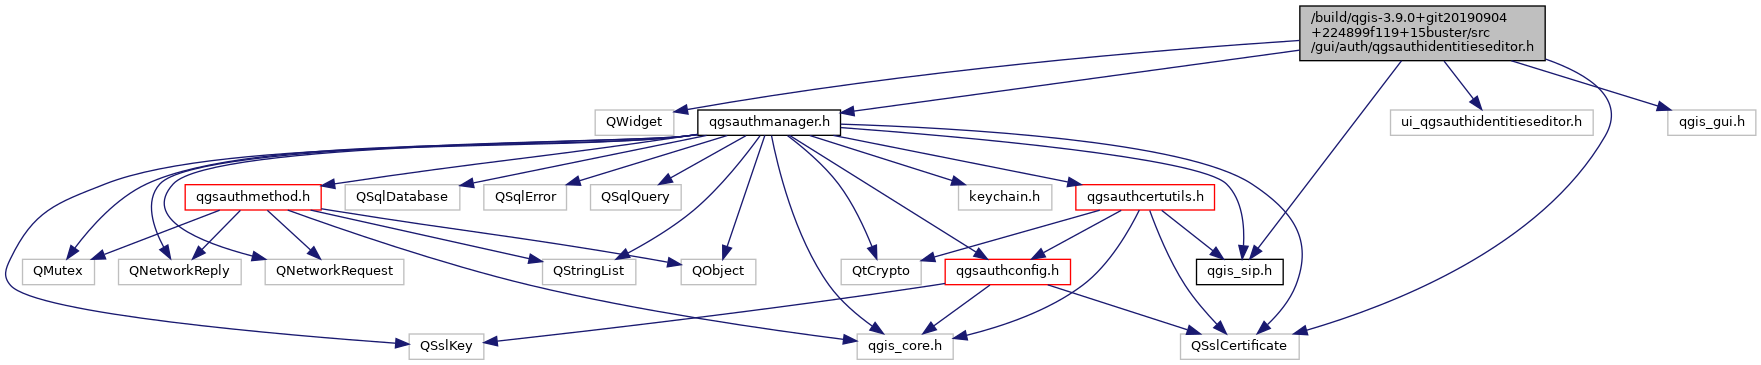 /build/qgis-3.9.0+git20190904
+224899f119+15buster/src
/gui/auth/qgsauthidentitieseditor.h
QWidget
qgsauthmanager.h
ui_qgsauthidentitieseditor.h
qgis_gui.h
qgsauthmethod.h
QSqlDatabase
QSqlError
QSqlQuery
keychain.h
qgsauthcertutils.h
QMutex
QNetworkReply
QNetworkRequest
QStringList
QObject
QtCrypto
qgsauthconfig.h
qgis_sip.h
QSslKey
qgis_core.h
QSslCertificate